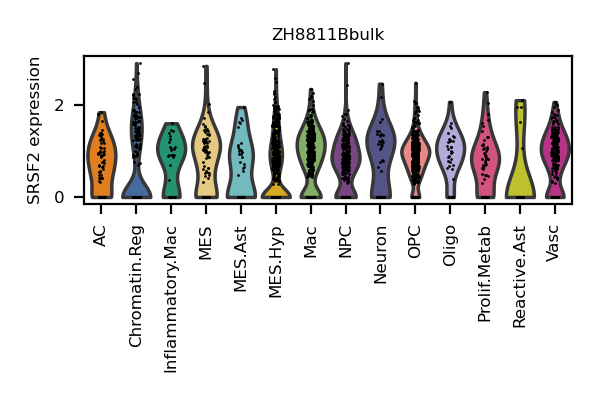 ZH8811Bbulk
SRSF2 expression
2
0
AC
Chromatin.Reg
Inflammatory.Mac
MES
MES.Ast
MES.Hyp
Mac
NPC
Neuron
OPC
Oligo
Prolif.Metab
Reactive.Ast
Vasc